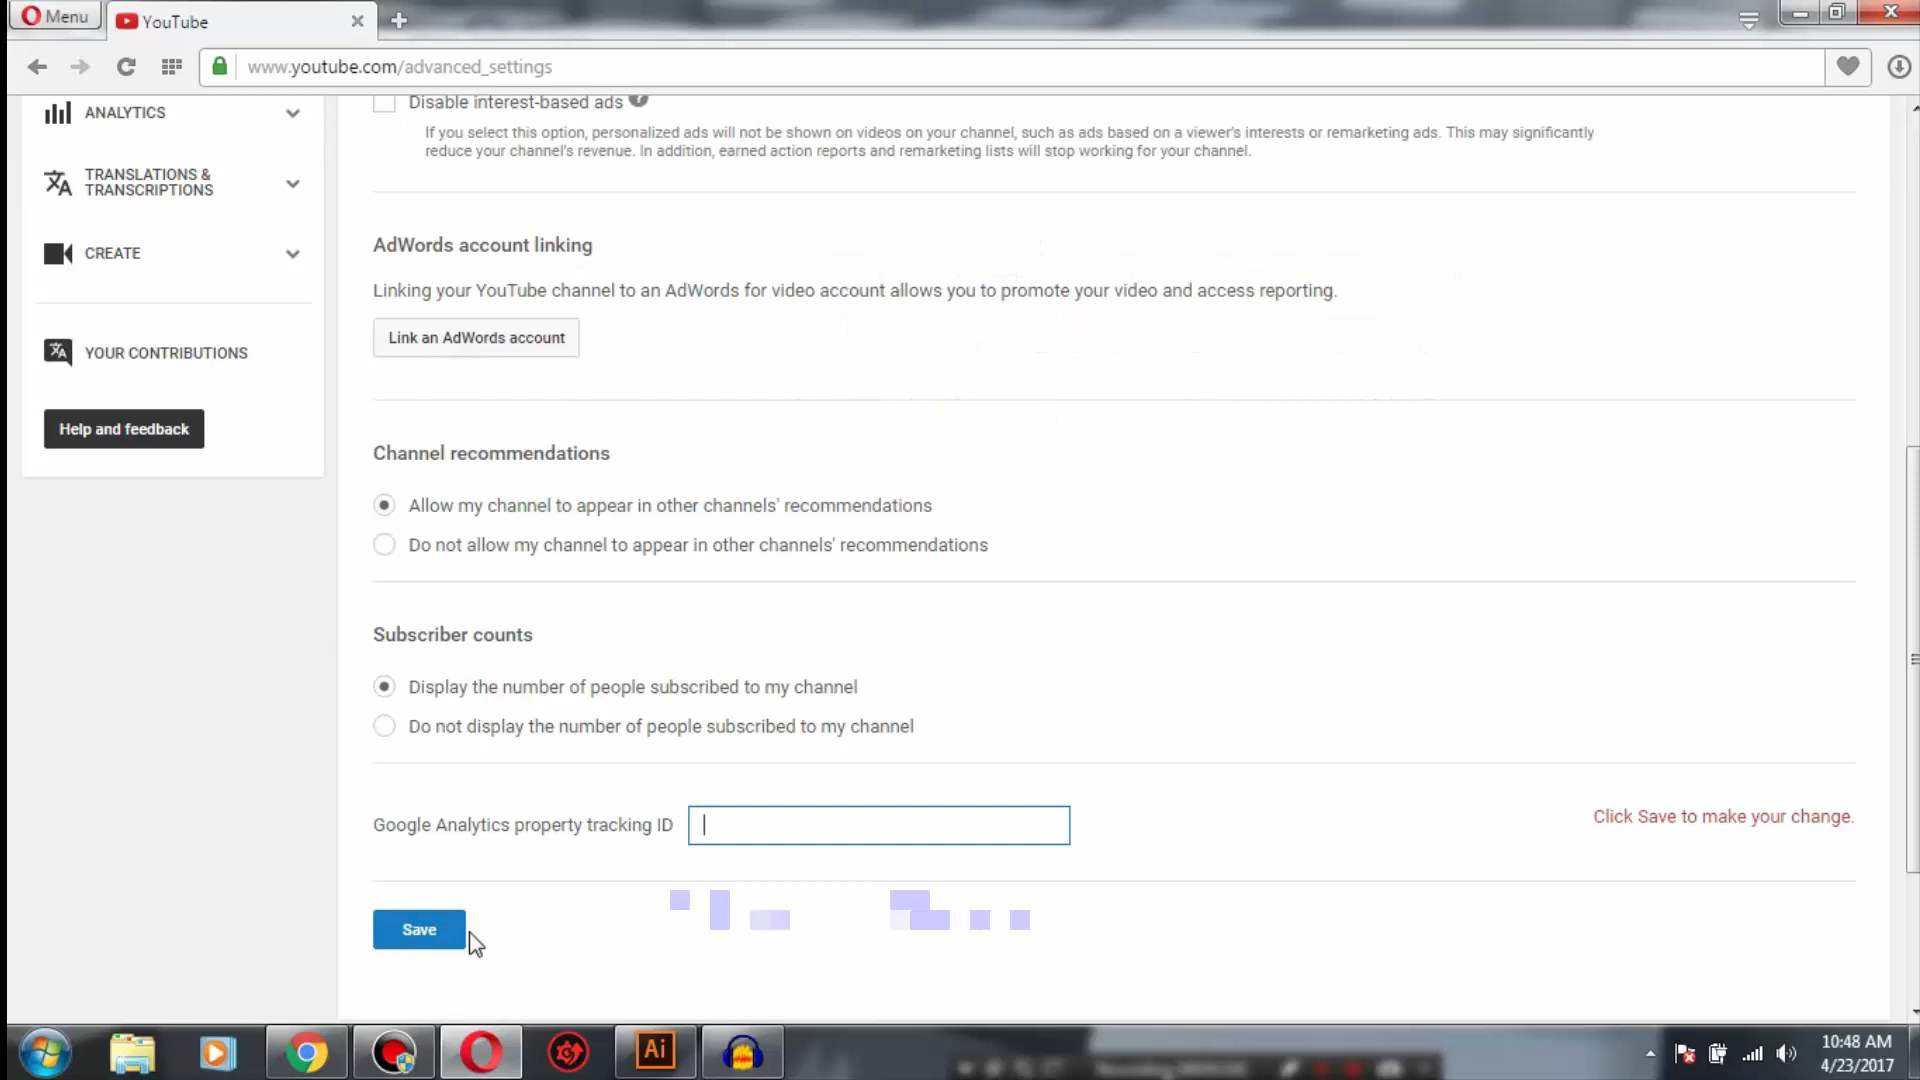 Menu
YouTube
www.youtube.com/advanced_settings
ANALYTICS
TRANSLATIONS &
TRANSCRIPTIONS
CREATE
YOUR CONTRIBUTIONS
Help and feedback
Disable interest-based ads
If you select this option, personalized ads will not be shown on videos on your channel, such as ads based on a viewer's interests or remarketing ads. This may significantly
reduce your channel's revenue. In addition, earned action reports and remarketing lists will stop working for your channel.
AdWords account linking
Linking your YouTube channel to an AdWords for video account allows you to promote your video and access reporting.
Link an AdWords account
Channel recommendations
Allow my channel to appear in other channels' recommendations
Do not allow my channel to appear in other channels' recommendations
Subscriber counts
Display the number of people subscribed to my channel
Do not display the number of people subscribed to my channel
Google Analytics property tracking ID
Click Save to make your change.
Save
Ai
10:48 AM
4/23/2017